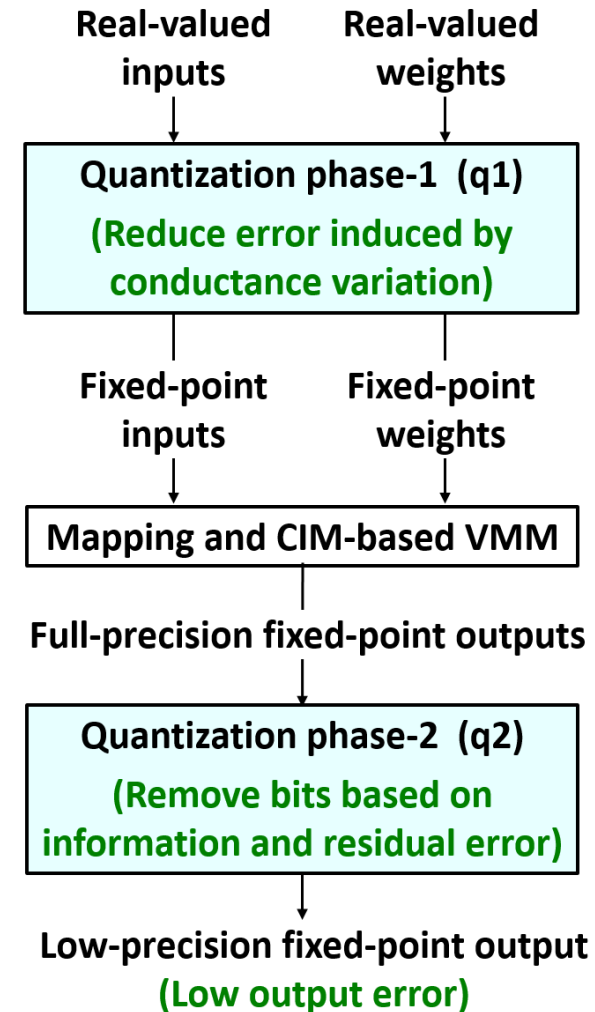 Real-valued inputs
Real-valued weights
Quantization phase-1 (q1)
(Reduce error induced by
conductance variation)
Fixed-point inputs
Fixed-point weights
Mapping and CIM-based VMM
Full-precision fixed-point outputs
Quantization phase-2 (q2)
(Remove bits based on
information and residual error)
Low-precision fixed-point output
(Low output error)